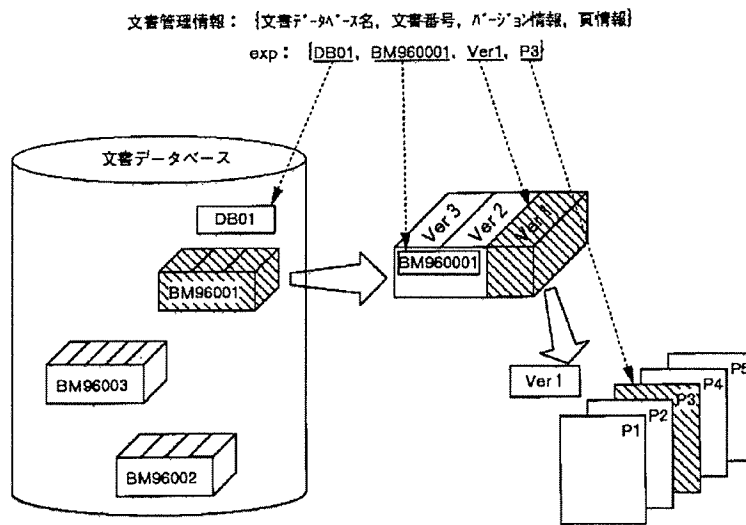 文書管理情報： {文書ﾃﾞｰﾀﾍﾞｰｽ名, 文書番号, ﾊﾞｰｼﾞｮﾝ情報, 頁情報}
exp： {DB01, BM960001, Ver1, P3}
文書データベース
DB01
Ver 3
Ver 2
Ver 1
BM960001
BM96001
BM96003
BM96002
Ver 1
P5
P4
P3
P2
P1